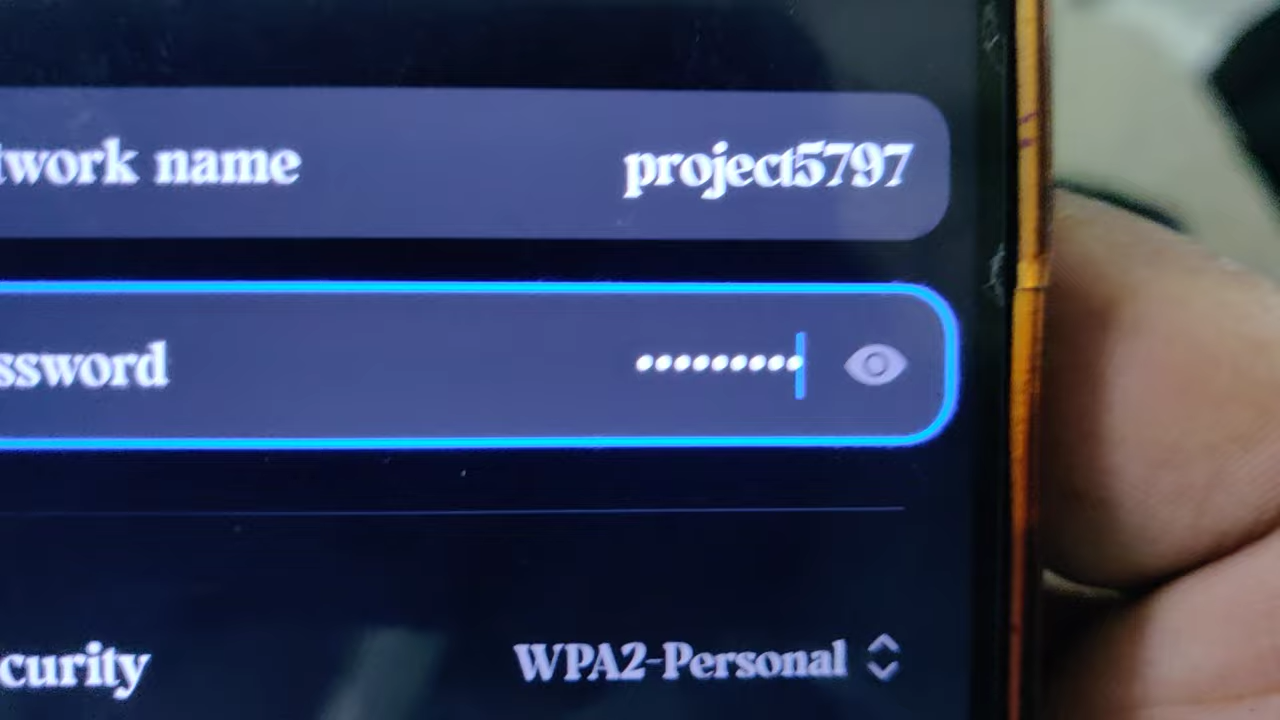 twork name project5797
ssword •••••••••
curity WPA2-Personal